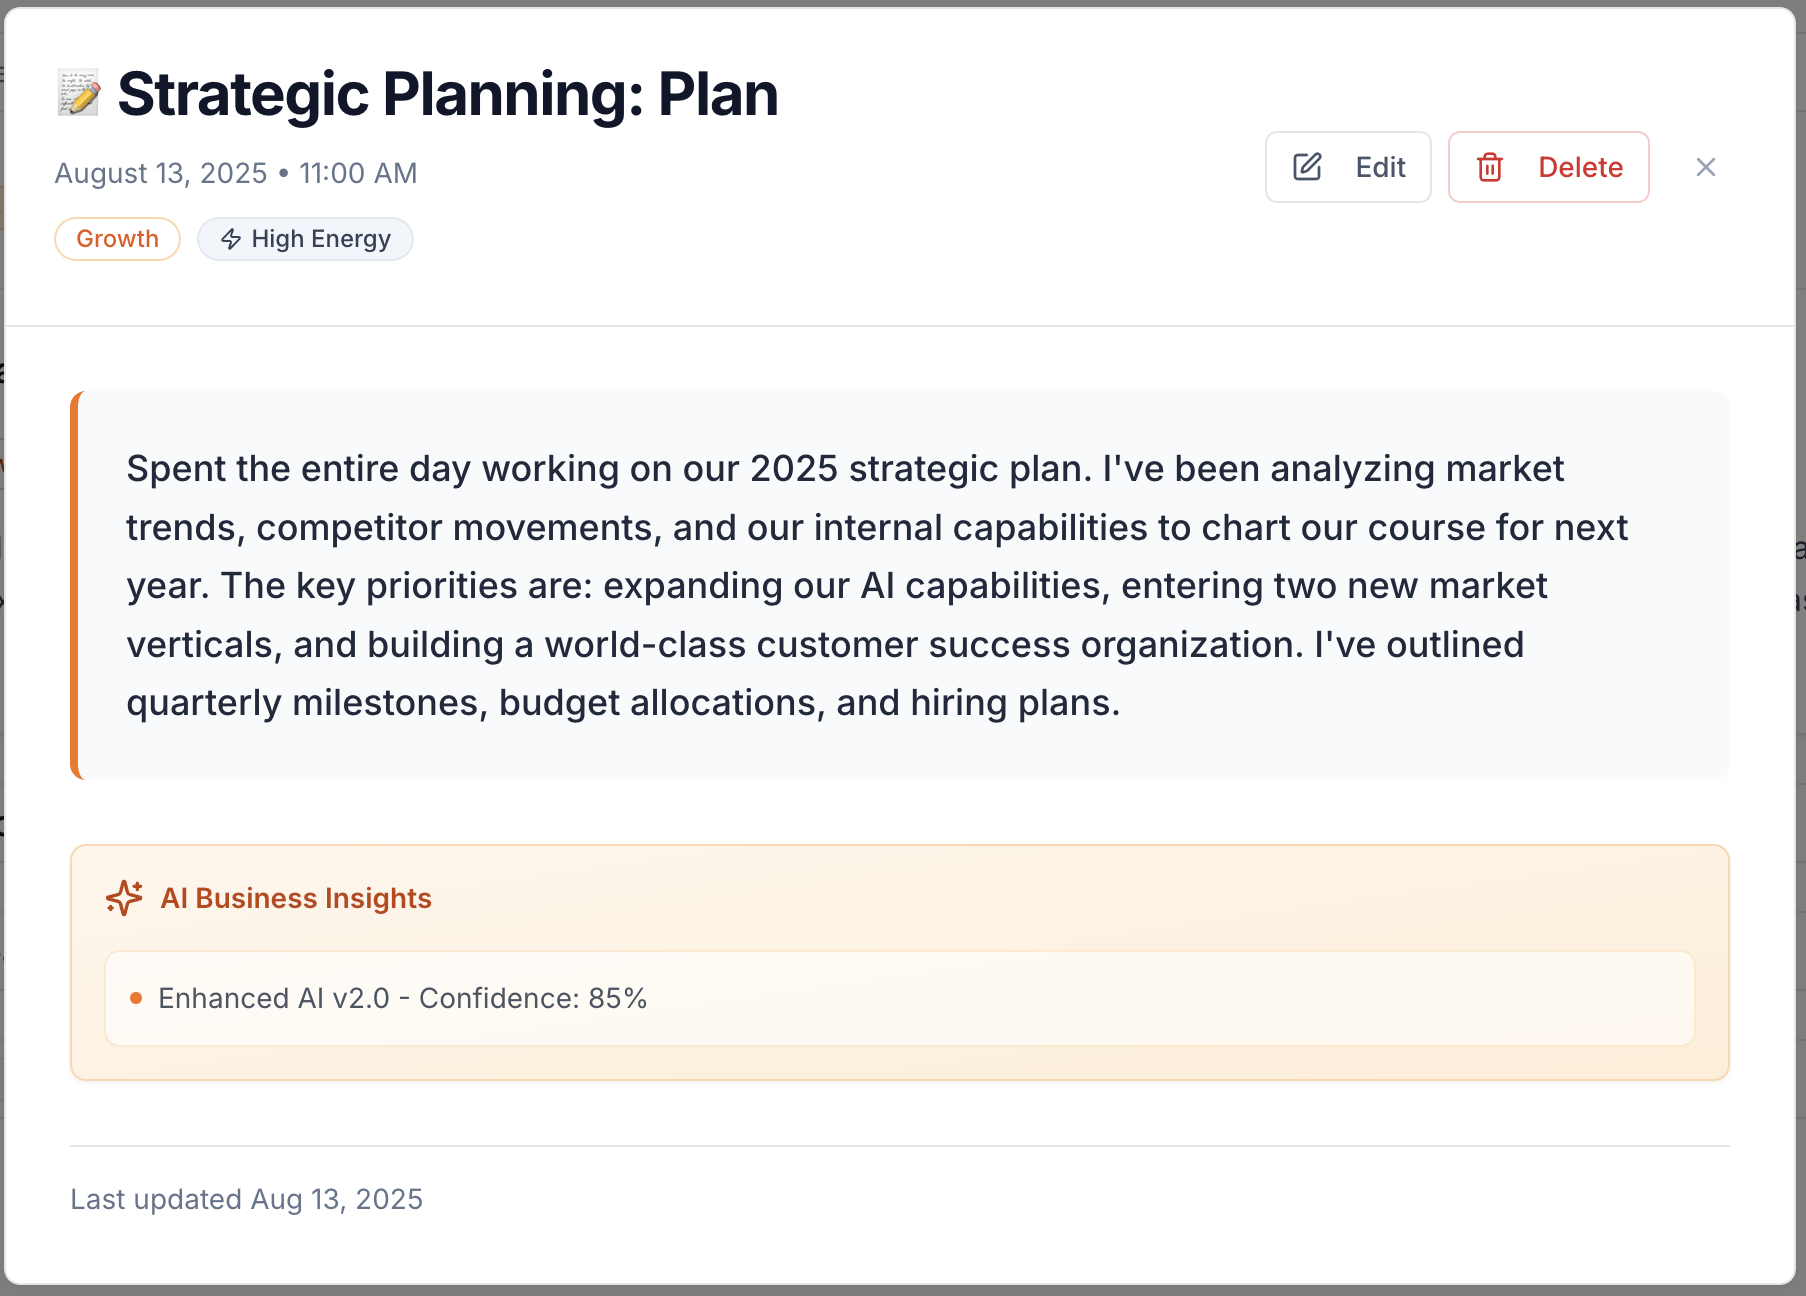 Strategic Planning: Plan
August 13, 2025 • 11:00 AM
Edit
Delete
Growth
High Energy
Spent the entire day working on our 2025 strategic plan. I've been analyzing market
trends, competitor movements, and our internal capabilities to chart our course for next
year. The key priorities are: expanding our AI capabilities, entering two new market
verticals, and building a world-class customer success organization. I've outlined
quarterly milestones, budget allocations, and hiring plans.
AI Business Insights
Enhanced AI v2.0 - Confidence: 85%
Last updated Aug 13, 2025